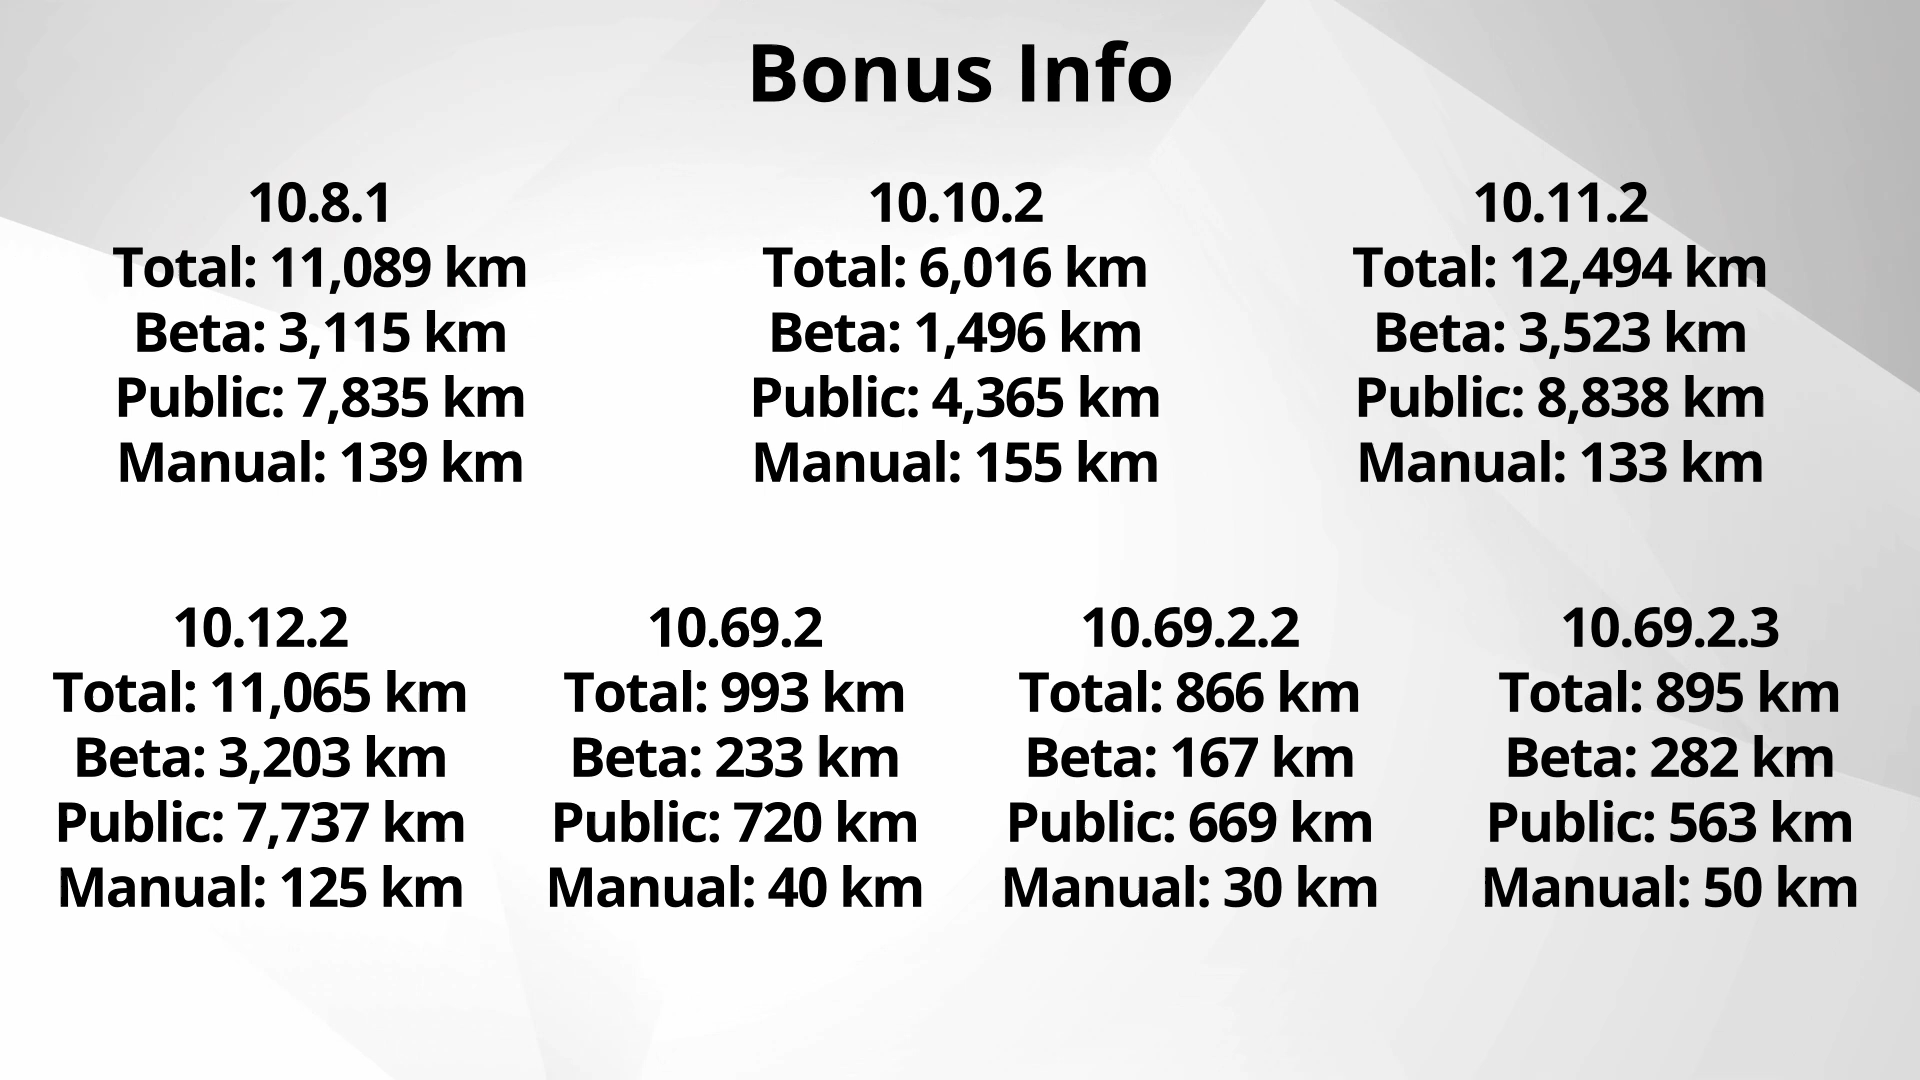 Bonus Info
10.8.1
Total: 11,089 km
Beta: 3,115 km
Public: 7,835 km
Manual: 139 km
10.10.2
Total: 6,016 km
Beta: 1,496 km
Public: 4,365 km
Manual: 155 km
10.11.2
Total: 12,494 km
Beta: 3,523 km
Public: 8,838 km
Manual: 133 km
10.12.2
Total: 11,065 km
Beta: 3,203 km
Public: 7,737 km
Manual: 125 km
10.69.2
Total: 993 km
Beta: 233 km
Public: 720 km
Manual: 40 km
10.69.2.2
Total: 866 km
Beta: 167 km
Public: 669 km
Manual: 30 km
10.69.2.3
Total: 895 km
Beta: 282 km
Public: 563 km
Manual: 50 km